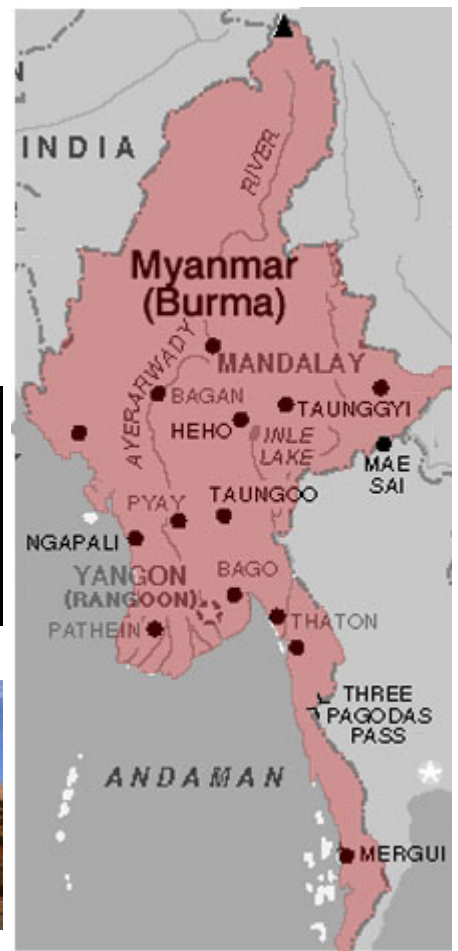 INDIA
RIVER
Myanmar
(Burma)
AYERARWADY
MANDALAY
BAGAN
TAUNGGYI
HEHO
INLE
LAKE
MAE
SAI
PYAY
TAUNGOO
NGAPALI
YANGON
(RANGOON)
BAGO
PATHEIN
THATON
THREE
PAGODAS
PASS
ANDAMAN
MERGUI